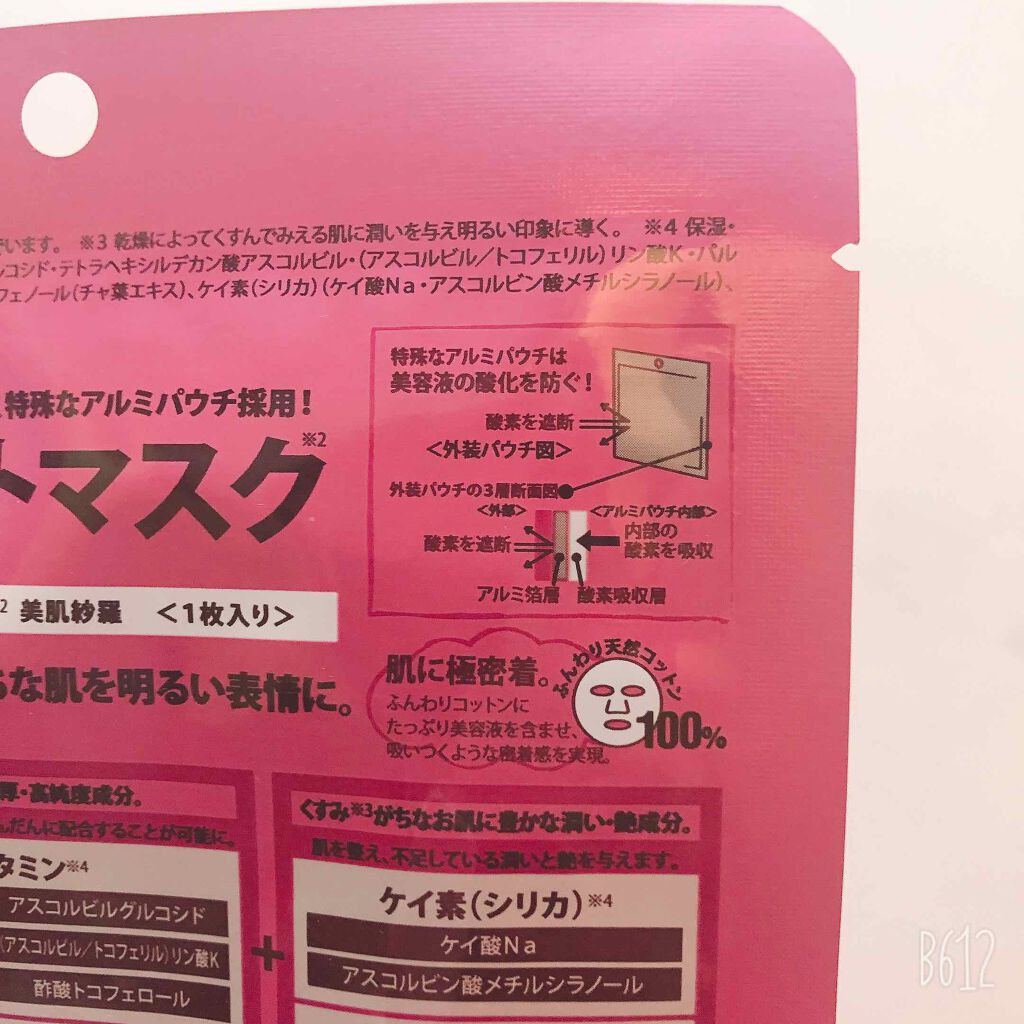 います。 ※3 乾燥によってくすんでみえる肌に潤いを与え明るい印象に導く。 ※4 保湿・
コシド・テトラヘキシルデカン酸アスコルビル・(アスコルビル/トコフェリル)リン酸K・パル
フェノール(チャ葉エキス)、ケイ素(シリカ)(ケイ酸Na・アスコルビン酸メチルシラノール)、
特殊なアルミパウチは
美容液の酸化を防ぐ!
酸素を遮断
<外装パウチ図>
外装パウチの3層断面図
<外部>
<アルミパウチ内部>
酸素を遮断
内部の
酸素を吸収
アルミ箔層 酸素吸収層
特殊なアルミパウチ採用!
トマスク※2
2 美肌紗羅 <1枚入り>
な肌を明るい表情に。
肌に極密着。
ふんわりコットンに
たっぷり美容液を含ませ、
吸いつくような密着感を実現。
ふんわり天然コットン
100%
厚・高純度成分。
んだんに配合することが可能に。
タミン※4
アスコルビルグルコシド
(アスコルビル/トコフェリル)リン酸K
酢酸トコフェロール
+
くすみ※3がちなお肌に豊かな潤い・艶成分。
肌を整え、不足している潤いと艶を与えます。
ケイ素(シリカ)※4
ケイ酸Na
アスコルビン酸メチルシラノール
B612